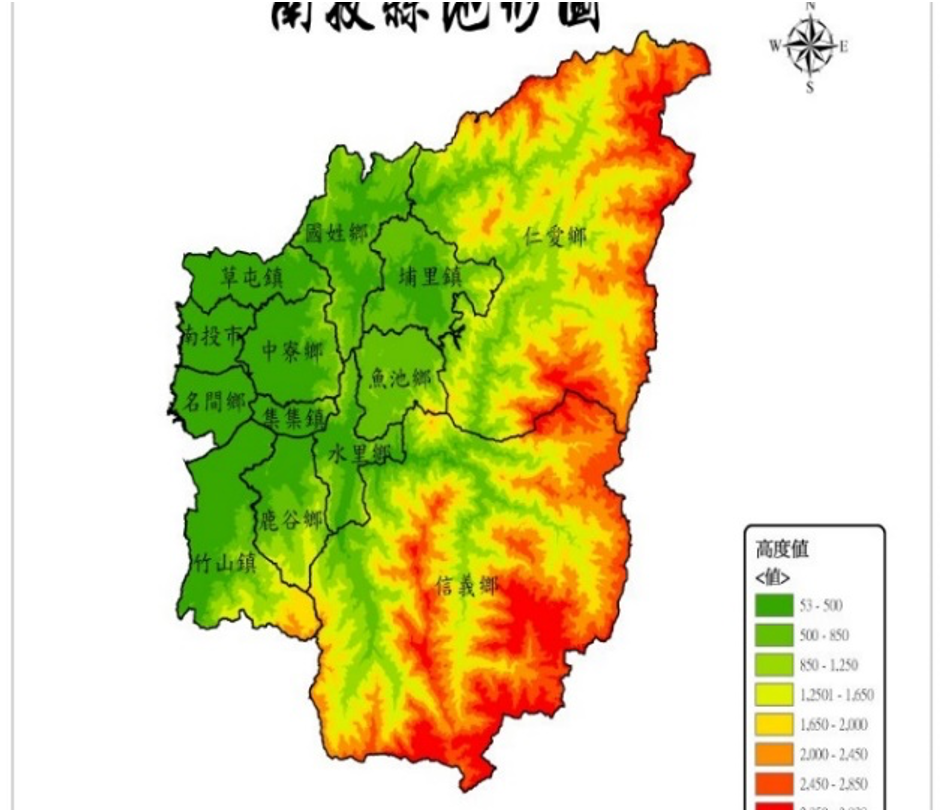 南投縣地形圖
N
W E
S
國姓鄉
仁愛鄉
草屯鎮
埔里鎮
南投市
中寮鄉
魚池鄉
名間鄉
集集鎮
水里鄉
鹿谷鄉
竹山鎮
信義鄉
高度值
<值>
53 - 500
500 - 850
850 - 1,250
1,2501 - 1,650
1,650 - 2,000
2,000 - 2,450
2,450 - 2,850